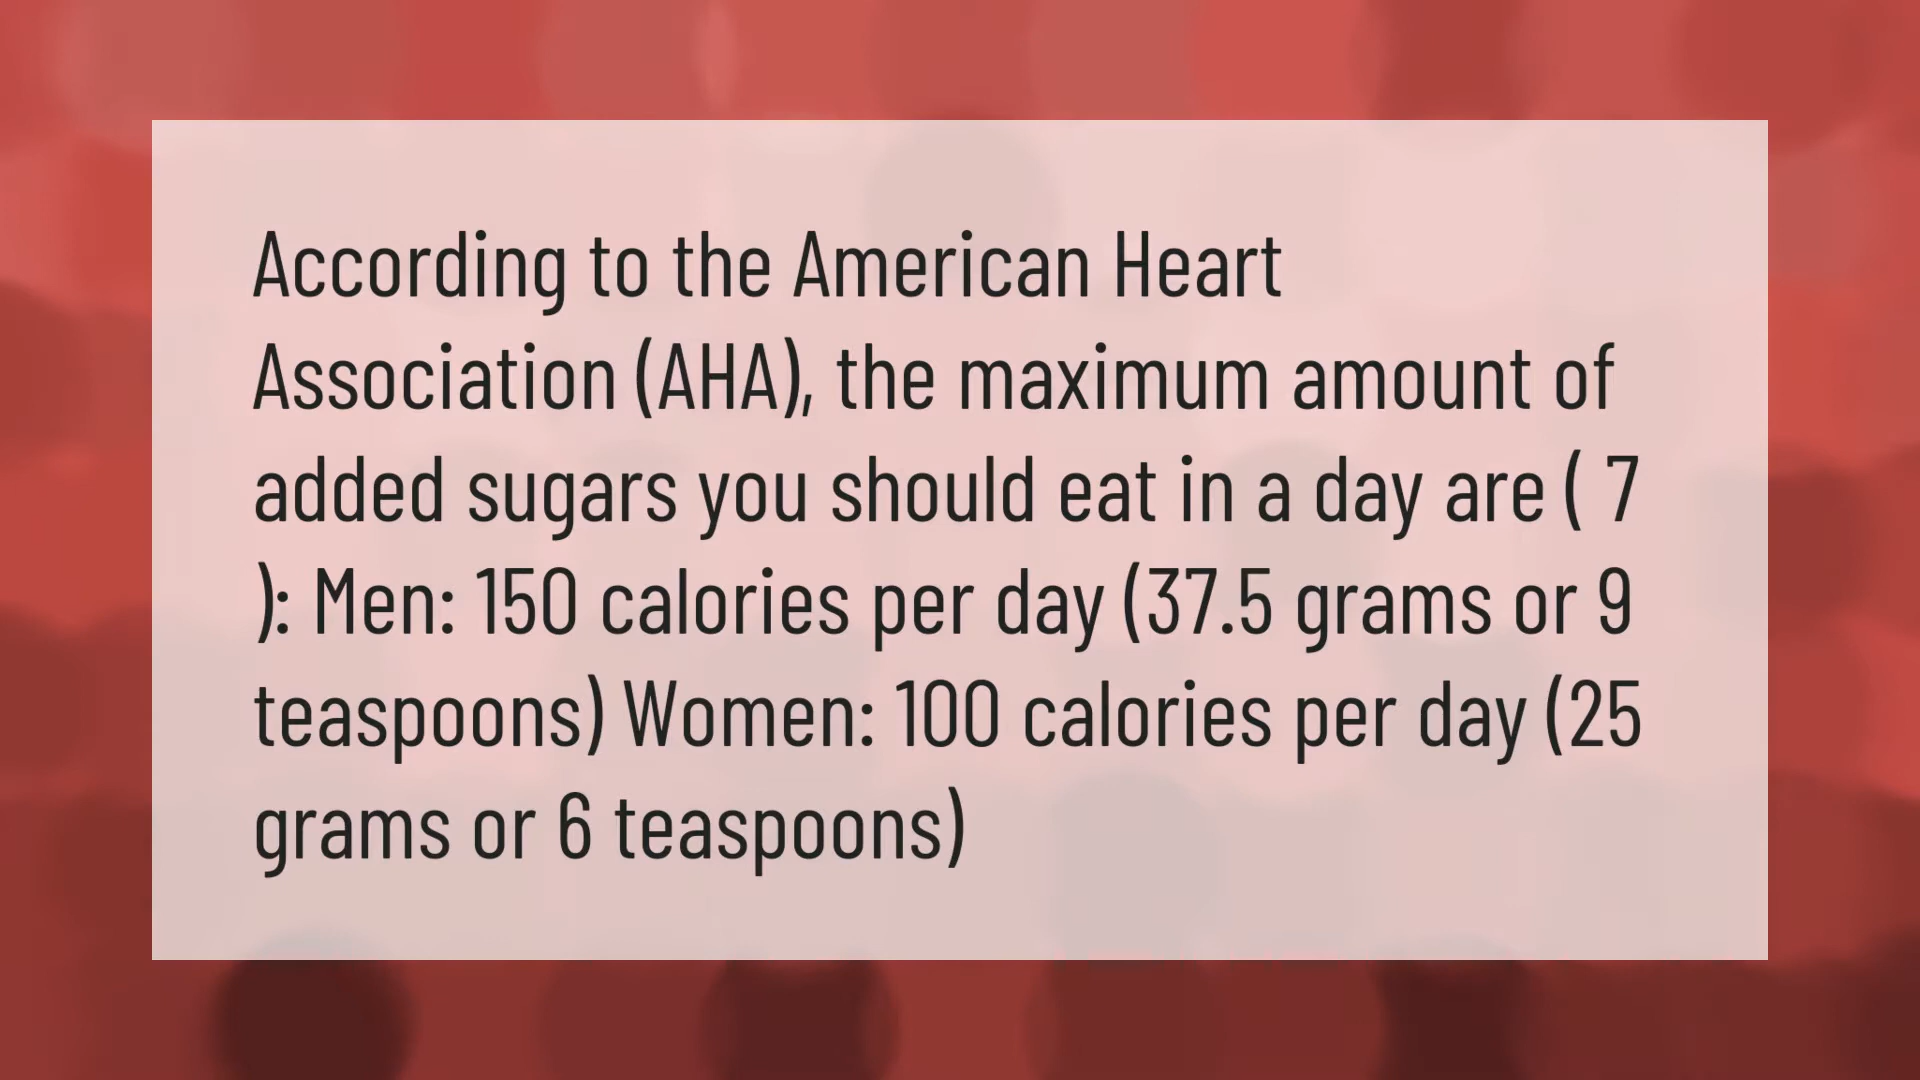 According to the American Heart
Association (AHA), the maximum amount of
added sugars you should eat in a day are ( 7
): Men: 150 calories per day (37.5 grams or 9
teaspoons) Women: 100 calories per day (25
grams or 6 teaspoons)